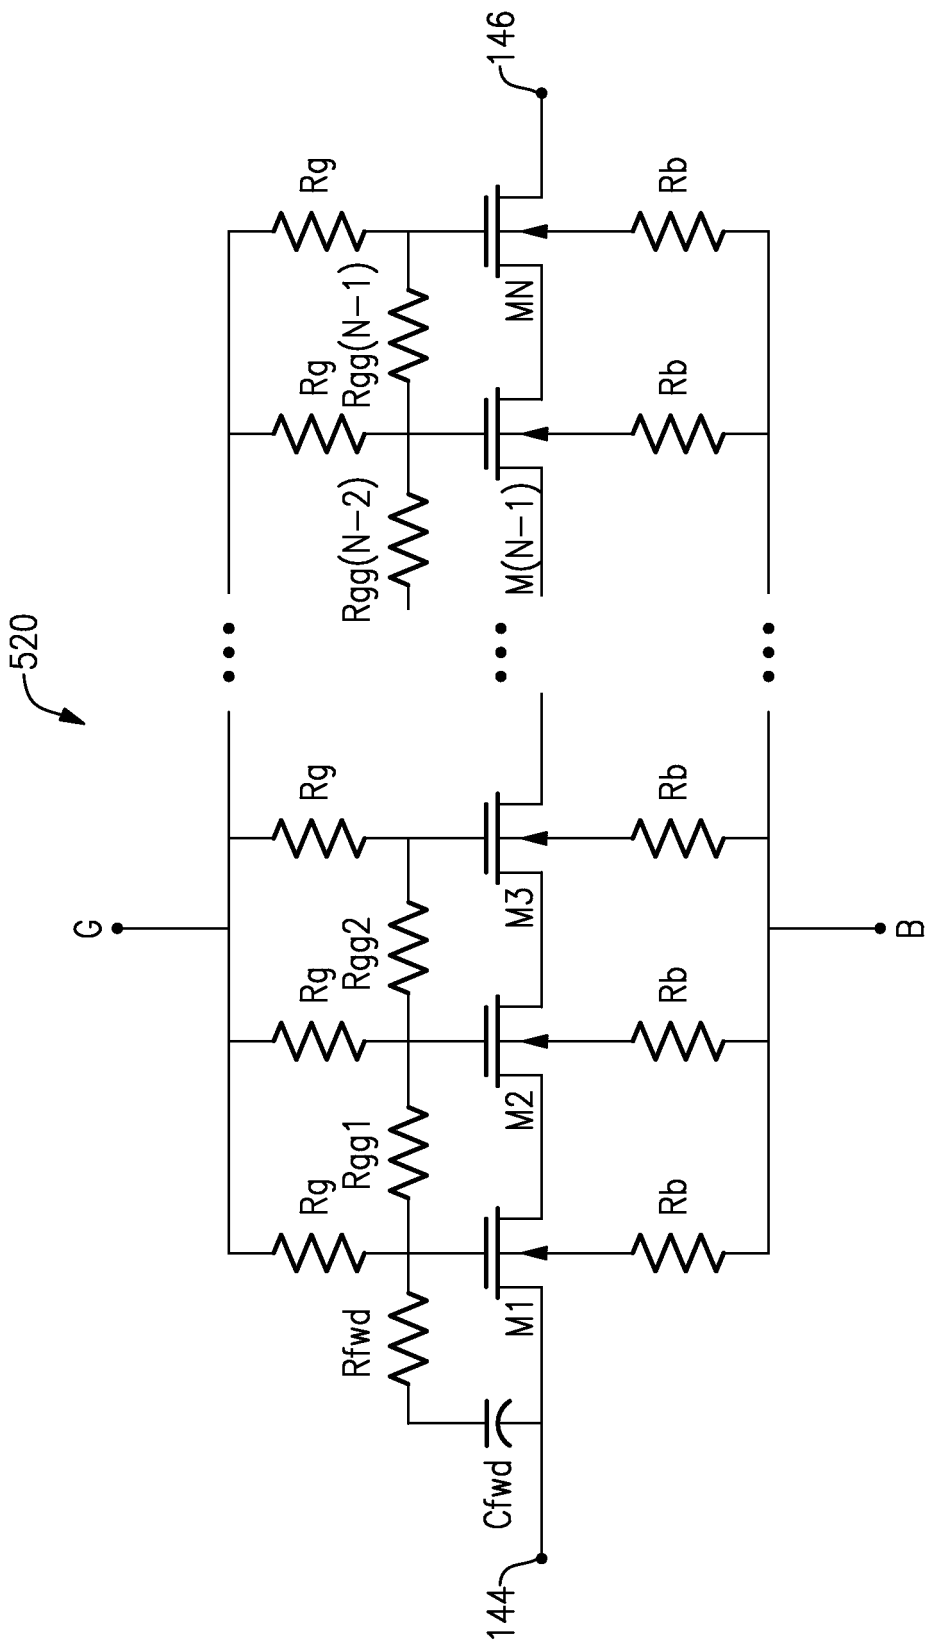 520
G
Rg
Rg
Rg
Rg
Rg
Rfwd
Rgg1
Rgg2
Rgg(N-2)
Rgg(N-1)
Cfwd
M1
M2
M3
M(N-1)
MN
144
146
Rb
Rb
Rb
Rb
Rb
B